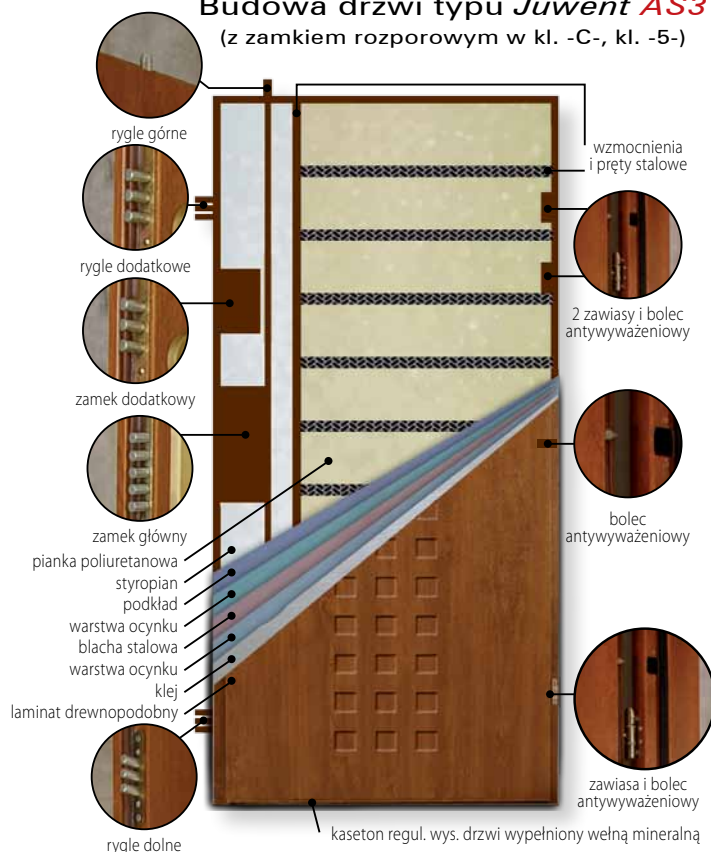 Budowa drzwi typu Juwent AS3
(z zamkiem rozporowym w kl. -C-, kl. -5-)
rygle górne
wzmocnienia
i pręty stalowe
rygle dodatkowe
2 zawiasy i bolec
antywyważeniowy
zamek dodatkowy
zamek główny
bolec
antywyważeniowy
pianka poliuretanowa
styropian
podkład
warstwa ocynku
blacha stalowa
warstwa ocynku
klej
laminat drewnopodobny
zawiasa i bolec
antywyważeniowy
rygle dolne
kaseton regul. wys. drzwi wypełniony wełną mineralną